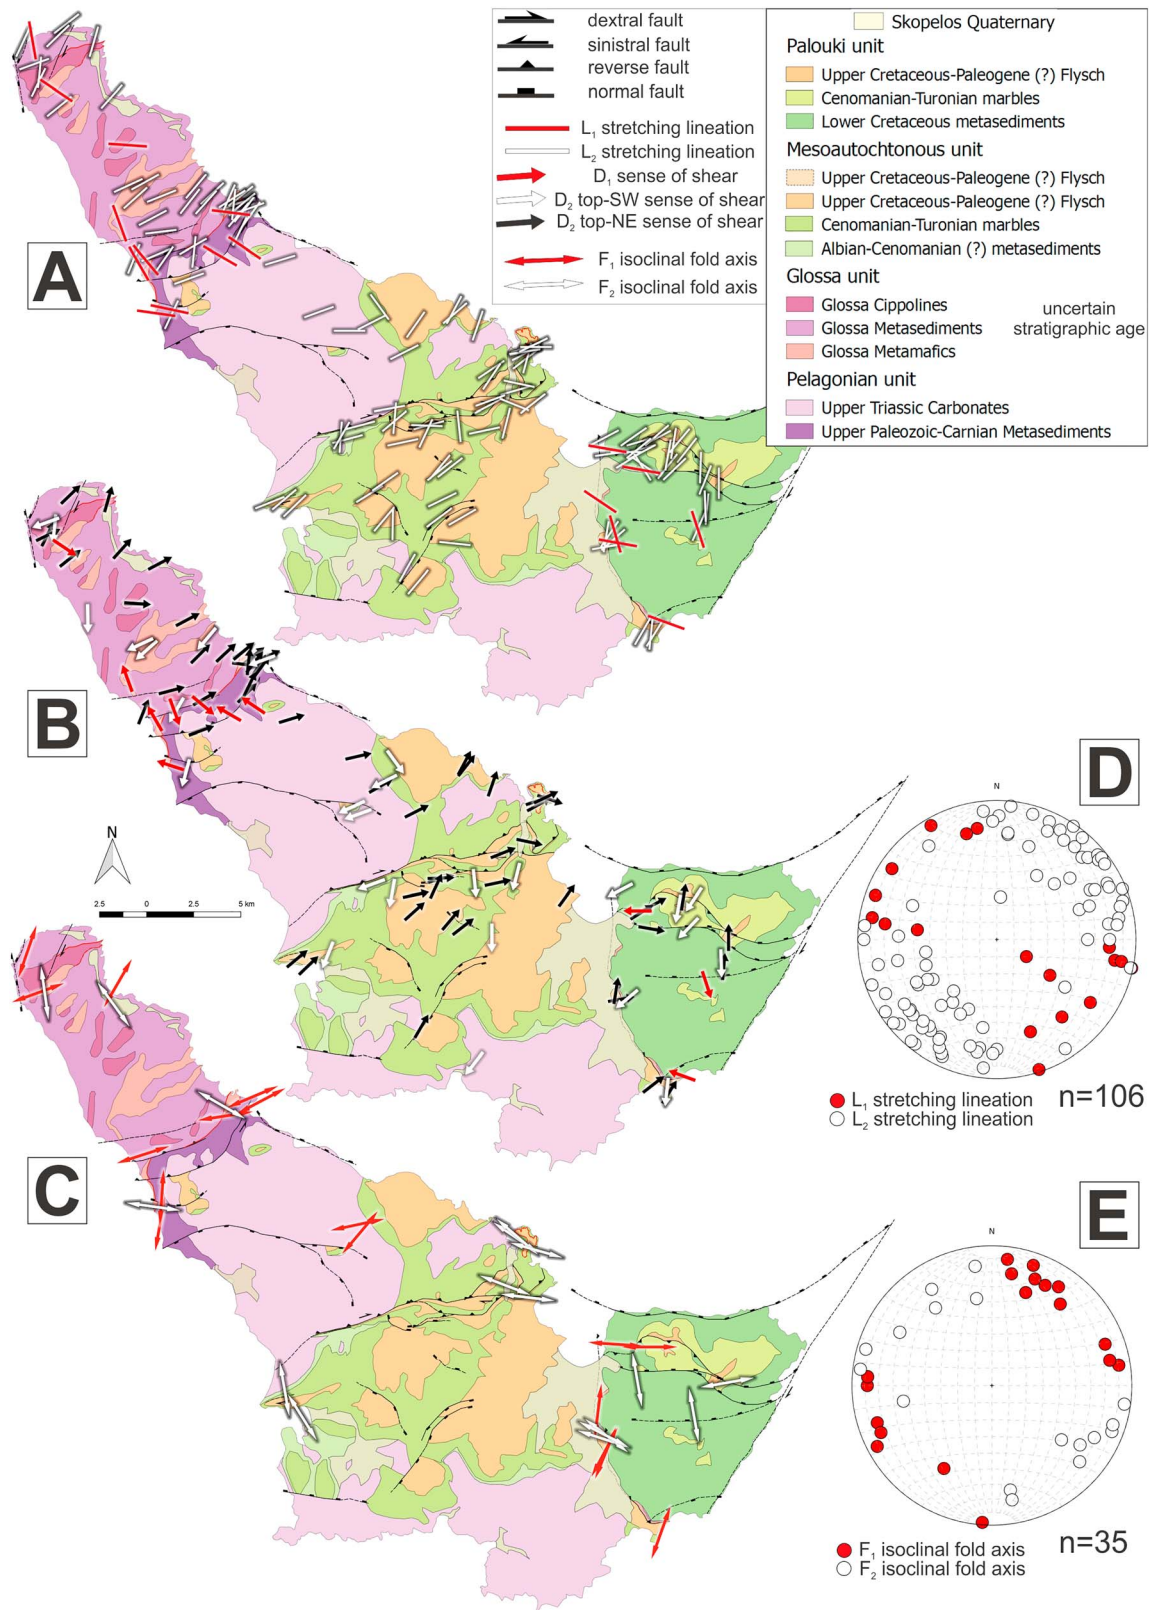 dextral fault
sinistral fault
reverse fault
normal fault
L1 stretching lineation
L2 stretching lineation
D1 sense of shear
D2 top-SW sense of shear
D2 top-NE sense of shear
F1 isoclinal fold axis
F2 isoclinal fold axis
Skopelos Quaternary
Palouki unit
Upper Cretaceous-Paleogene (?) Flysch
Cenomanian-Turonian marbles
Lower Cretaceous metasediments
Mesoautochtonous unit
Upper Cretaceous-Paleogene (?) Flysch
Upper Cretaceous-Paleogene (?) Flysch
Cenomanian-Turonian marbles
Albian-Cenomanian (?) metasediments
Glossa unit
Glossa Cippolines
Glossa Metasediments
Glossa Metamafics
uncertain
stratigraphic age
Pelagonian unit
Upper Triassic Carbonates
Upper Paleozoic-Carnian Metasediments
A
B
N
2.5 0 2.5 5 km
C
D
N
L1 stretching lineation
L2 stretching lineation
n=106
E
N
F1 isoclinal fold axis
F2 isoclinal fold axis
n=35